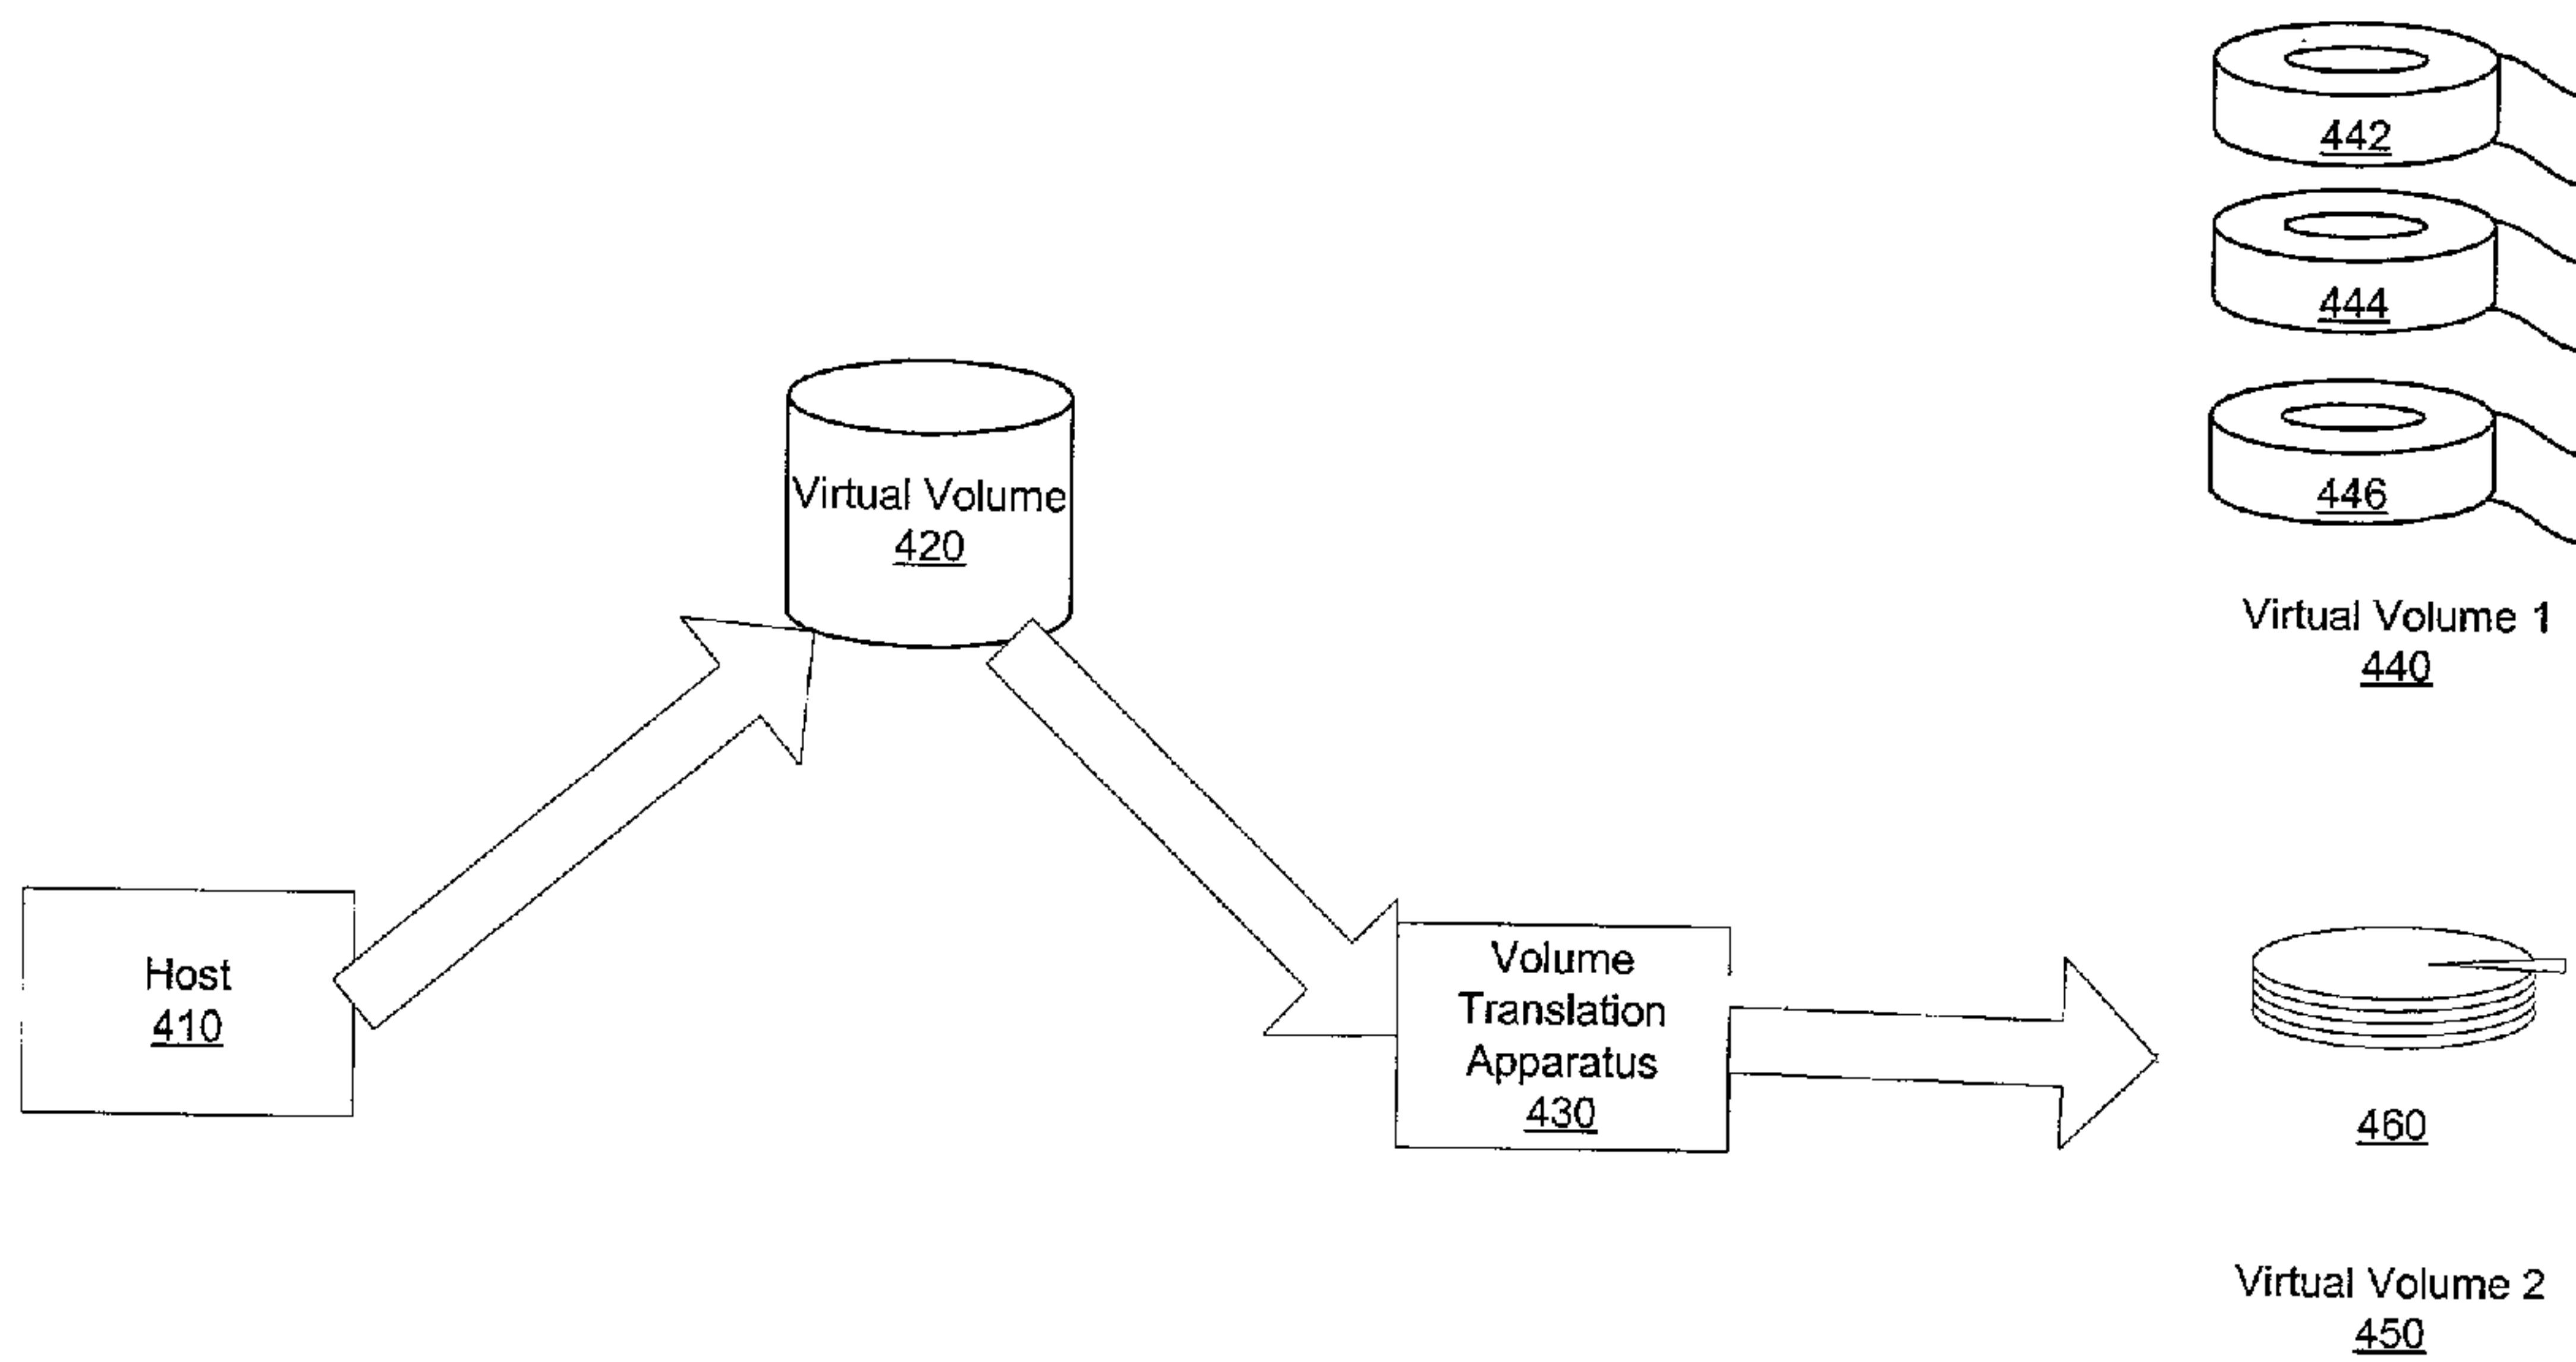 442
444
446
Virtual Volume 1
440
Virtual Volume
420
Host
410
Volume
Translation
Apparatus
430
460
Virtual Volume 2
450